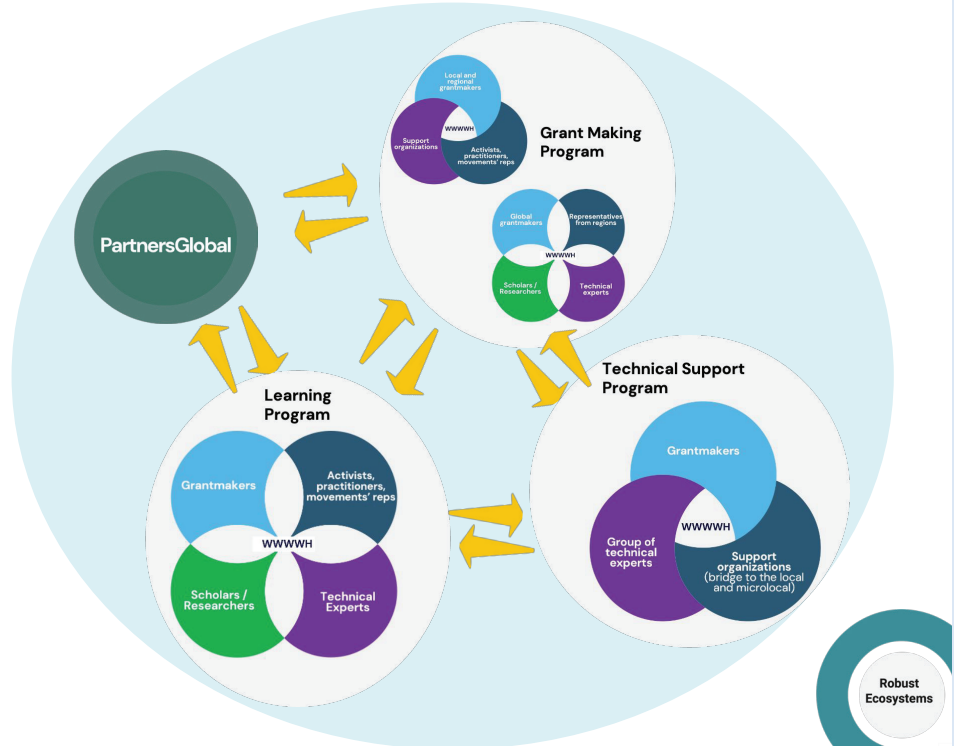 Local and
regional
grantmakers
WWWWH
Support
organizations
Activists,
practitioners,
movements' reps
Grant Making
Program
Global
grantmakers
Representatives
from regions
WWWWH
Scholars /
Researchers
Technical
experts
PartnersGlobal
Learning
Program
Grantmakers
Activists,
practitioners,
movements' reps
WWWWH
Scholars /
Researchers
Technical
Experts
Technical Support
Program
Grantmakers
WWWWH
Group of
technical
experts
Support
organizations
(bridge to the local
and microlocal)
Robust
Ecosystems